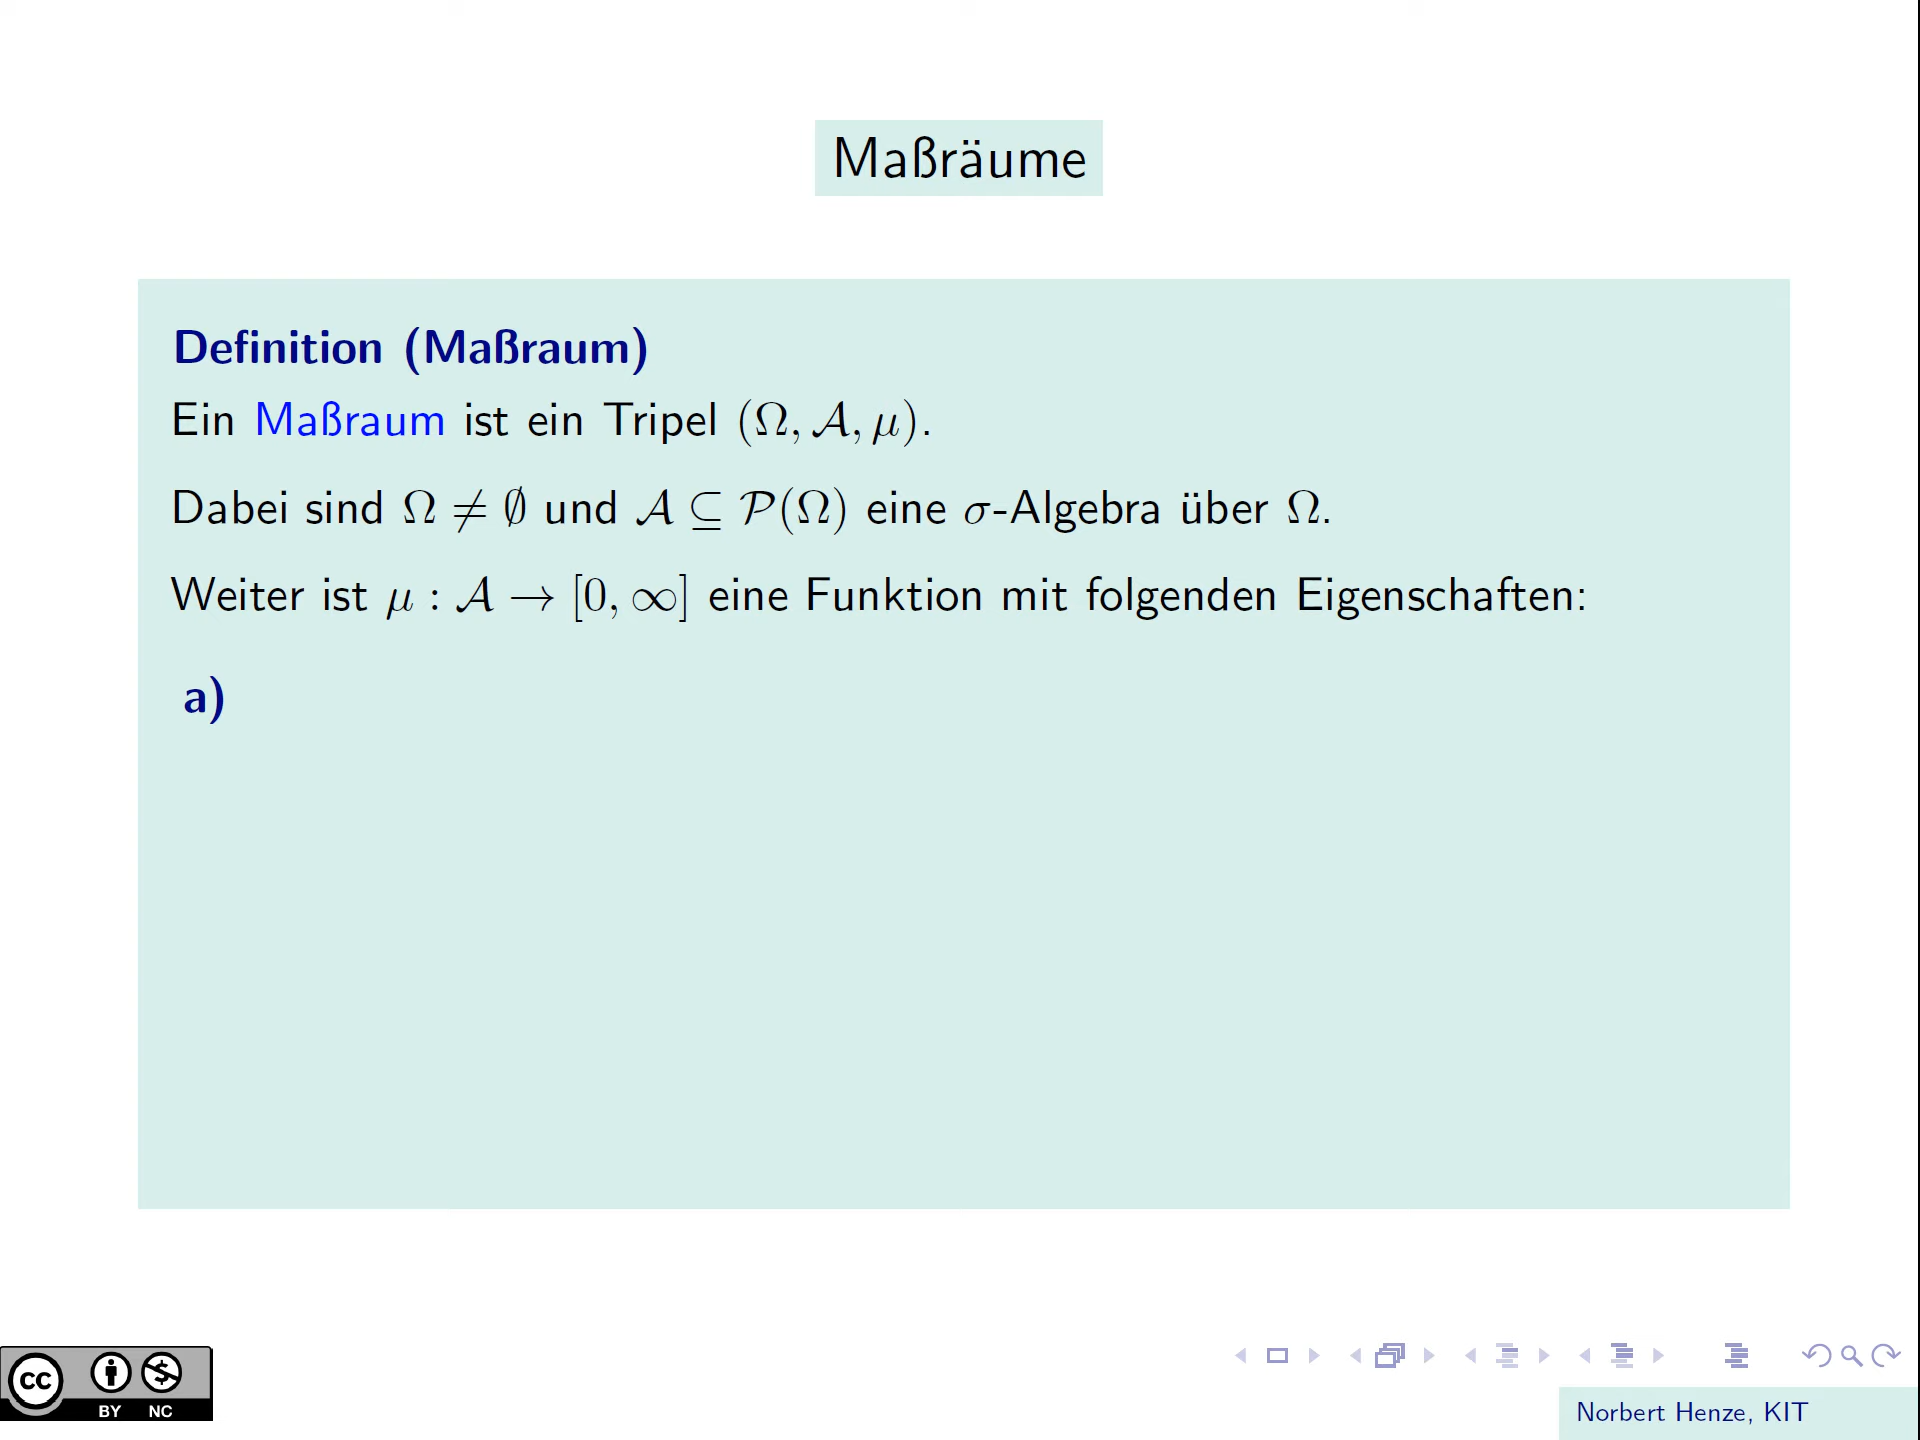 Maßräume
Definition (Maßraum)
Ein Maßraum ist ein Tripel (Ω, 𝒜, μ).
Dabei sind Ω ≠ ∅ und 𝒜 ⊆ 𝒫(Ω) eine σ-Algebra über Ω.
Weiter ist μ : 𝒜 → [0, ∞] eine Funktion mit folgenden Eigenschaften:
a)
cc
BY NC
Norbert Henze, KIT